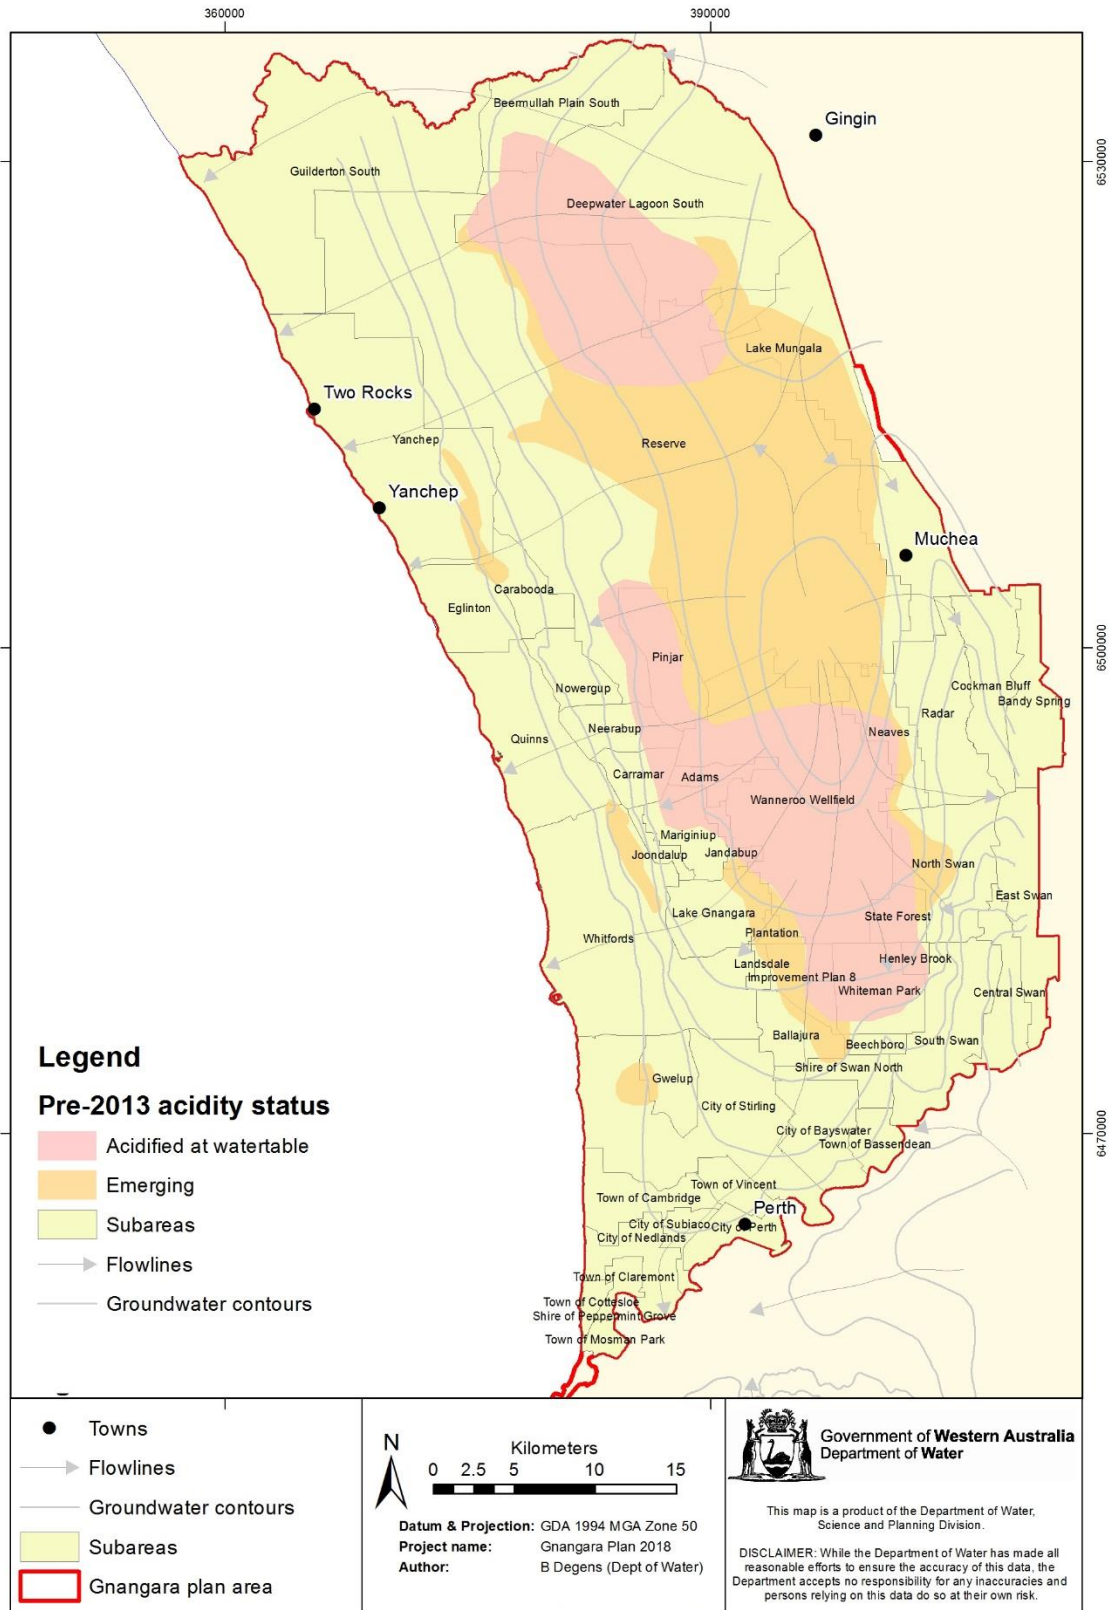 360000
390000
Beermullah Plain South
Gingin
6530000
6530000
Guilderton South
Deepwater Lagoon South
Lake Mungala
Two Rocks
Yanchep
Reserve
Yanchep
Muchea
Carabooda
Eglinton
6500000
Pinjar
Cockman Bluff
Nowergup
Bandy Spring
Radar
Neerabup
Neaves
Quinns
Carramar
Adams
Wanneroo Wellfield
Mariginiup
Joondalup
Jandabup
North Swan
East Swan
Lake Gnangara
State Forest
Plantation
Whitfords
Henley Brook
Landsdale
Improvement Plan 8
Whiteman Park
Central Swan
Ballajura
South Swan
Beechboro
Shire of Swan North
Gwelup
City of Stirling
City of Bayswater
6470000
Town of Bassendean
Town of Vincent
Town of Cambridge
Perth
City of Subiaco
City of Perth
City of Nedlands
Town of Claremont
Town of Cottesloe
Shire of Peppermint Grove
Town of Mosman Park
Legend
Pre-2013 acidity status
Acidified at watertable
Emerging
Subareas
Flowlines
Groundwater contours
Towns
Flowlines
Groundwater contours
Subareas
Gnangara plan area
N
Kilometers
0 2.5 5 10 15
Datum & Projection: GDA 1994 MGA Zone 50
Project name: Gnangara Plan 2018
Author: B Degens (Dept of Water)
Government of Western Australia
Department of Water
This map is a product of the Department of Water,
Science and Planning Division.
DISCLAIMER: While the Department of Water has made all
reasonable efforts to ensure the accuracy of this data, the
Department accepts no responsibility for any inaccuracies and
persons relying on this data do so at their own risk.